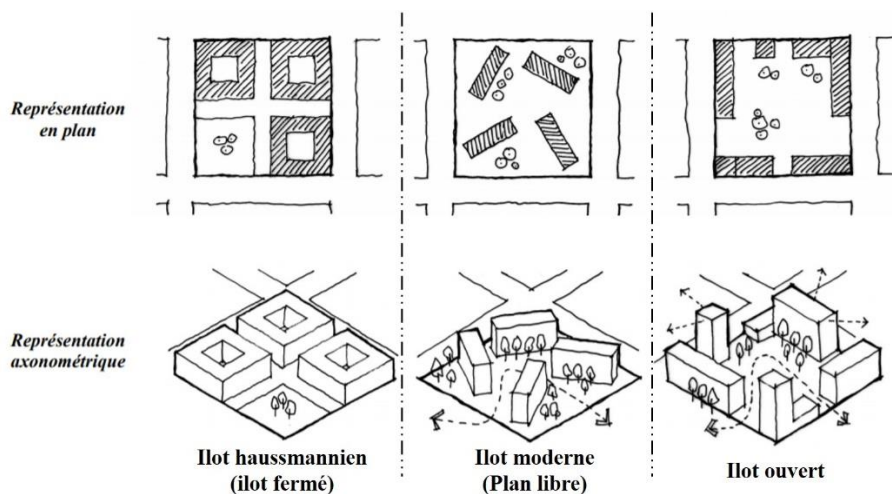 Représentation
en plan
Représentation
axonométrique
Ilot haussmannien
(ilot fermé)
Ilot moderne
(Plan libre)
Ilot ouvert